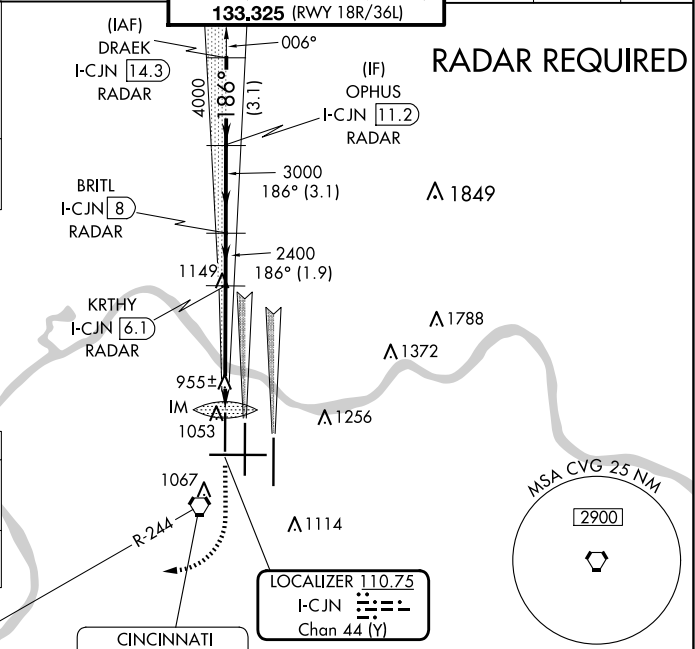 133.325 (RWY 18R/36L)
(IAF)
DRAEK
I-CJN 14.3
RADAR
006°
4000
186°
(3.1)
(IF)
OPHUS
I-CJN 11.2
RADAR
RADAR REQUIRED
3000
186° (3.1)
1849
BRITL
I-CJN 8
RADAR
2400
186° (1.9)
1149
KRTHY
I-CJN 6.1
RADAR
1788
1372
955±
IM
1053
1256
1067
R-244
1114
MSA CVG 25 NM
2900
LOCALIZER 110.75
I-CJN
Chan 44 (Y)
CINCINNATI